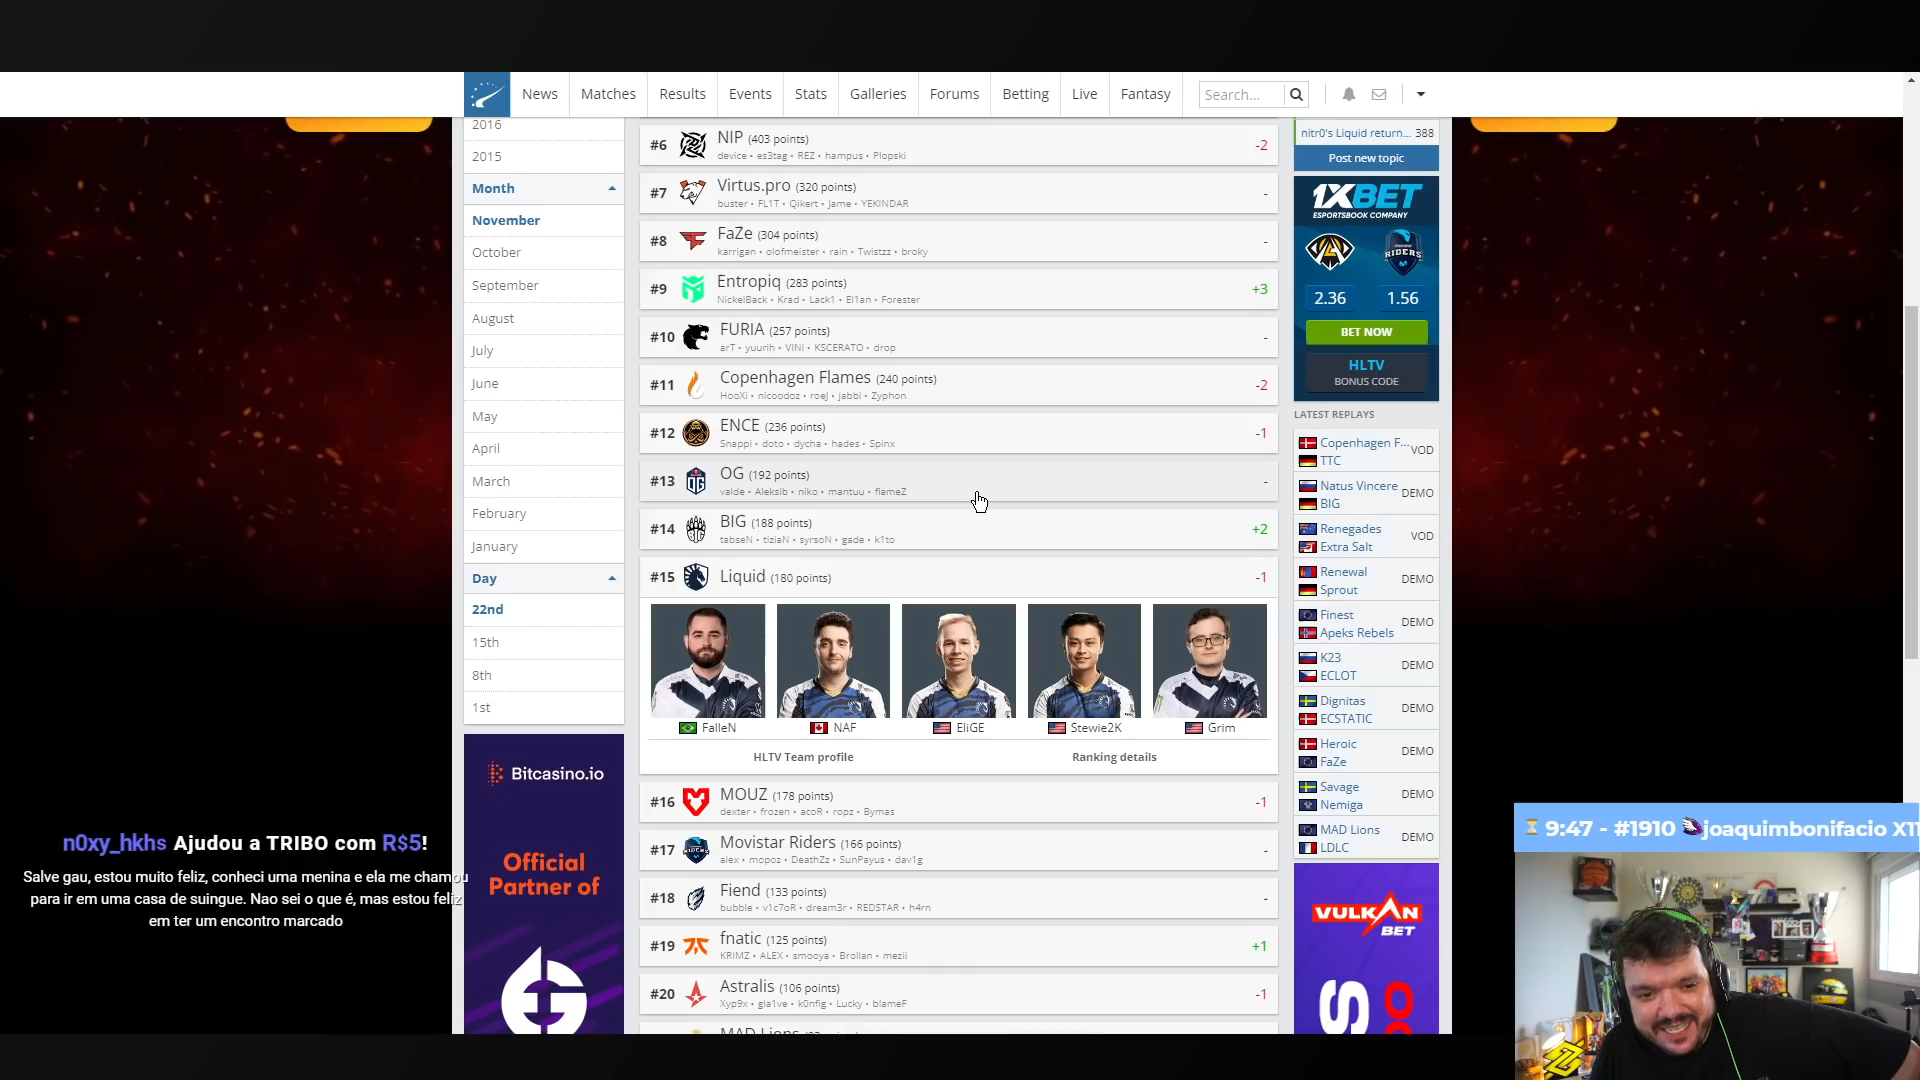 News Matches Results Events Stats Galleries Forums Betting Live Fantasy Search...
2016
2015
Month
November
October
September
August
July
June
May
April
March
February
January
Day
22nd
15th
8th
1st
Bitcasino.io
Official
Partner of
#6 NIP (403 points) -2
device • es3tag • REZ • hampus • Plopski
#7 Virtus.pro (320 points) -
buster • FL1T • Qikert • Jame • YEKINDAR
#8 FaZe (304 points) -
karrigan • olofmeister • rain • Twistzz • broky
#9 Entropiq (283 points) +3
NickelBack • Krad • Lack1 • El1an • Forester
#10 FURIA (257 points) -
arT • yuurih • VINI • KSCERATO • drop
#11 Copenhagen Flames (240 points) -2
HooXi • nicoodoz • roeJ • jabbi • Zyphon
#12 ENCE (236 points) -1
Snappi • doto • dycha • hades • Spinx
#13 OG (192 points) -
valde • Aleksib • niko • mantuu • flameZ
#14 BIG (188 points) +2
tabseN • tiziaN • syrsoN • gade • k1to
#15 Liquid (180 points) -1
FalleN NAF EliGE Stewie2K Grim
HLTV Team profile Ranking details
#16 MOUZ (178 points) -1
dexter • frozen • acoR • ropz • Bymas
#17 Movistar Riders (166 points) -
alex • mopoz • DeathZz • SunPayus • dav1g
#18 Fiend (133 points) -
bubble • v1c7oR • dream3r • REDSTAR • h4rn
#19 fnatic (125 points) +1
KRIMZ • ALEX • smooya • Brollan • mezii
#20 Astralis (106 points) -1
Xyp9x • gla1ve • k0nfig • Lucky • blameF
MAD Lions
nitr0's Liquid return... 388
Post new topic
1XBET
ESPORTSBOOK COMPANY
RIDERS
2.36 1.56
BET NOW
HLTV
BONUS CODE
LATEST REPLAYS
Copenhagen F... VOD
TTC
Natus Vincere DEMO
BIG
Renegades VOD
Extra Salt
Renewal DEMO
Sprout
Finest DEMO
Apeks Rebels
K23 DEMO
ECLOT
Dignitas DEMO
ECSTATIC
Heroic DEMO
FaZe
Savage DEMO
Nemiga
MAD Lions DEMO
LDLC
VULKAN
BET
n0xy_hkhs Ajudou a TRIBO com R$5!
Salve gau, estou muito feliz, conheci uma menina e ela me chamou
para ir em uma casa de suingue. Nao sei o que é, mas estou feliz
em ter um encontro marcado
9:47 - #1910 joaquimbonifacio X11